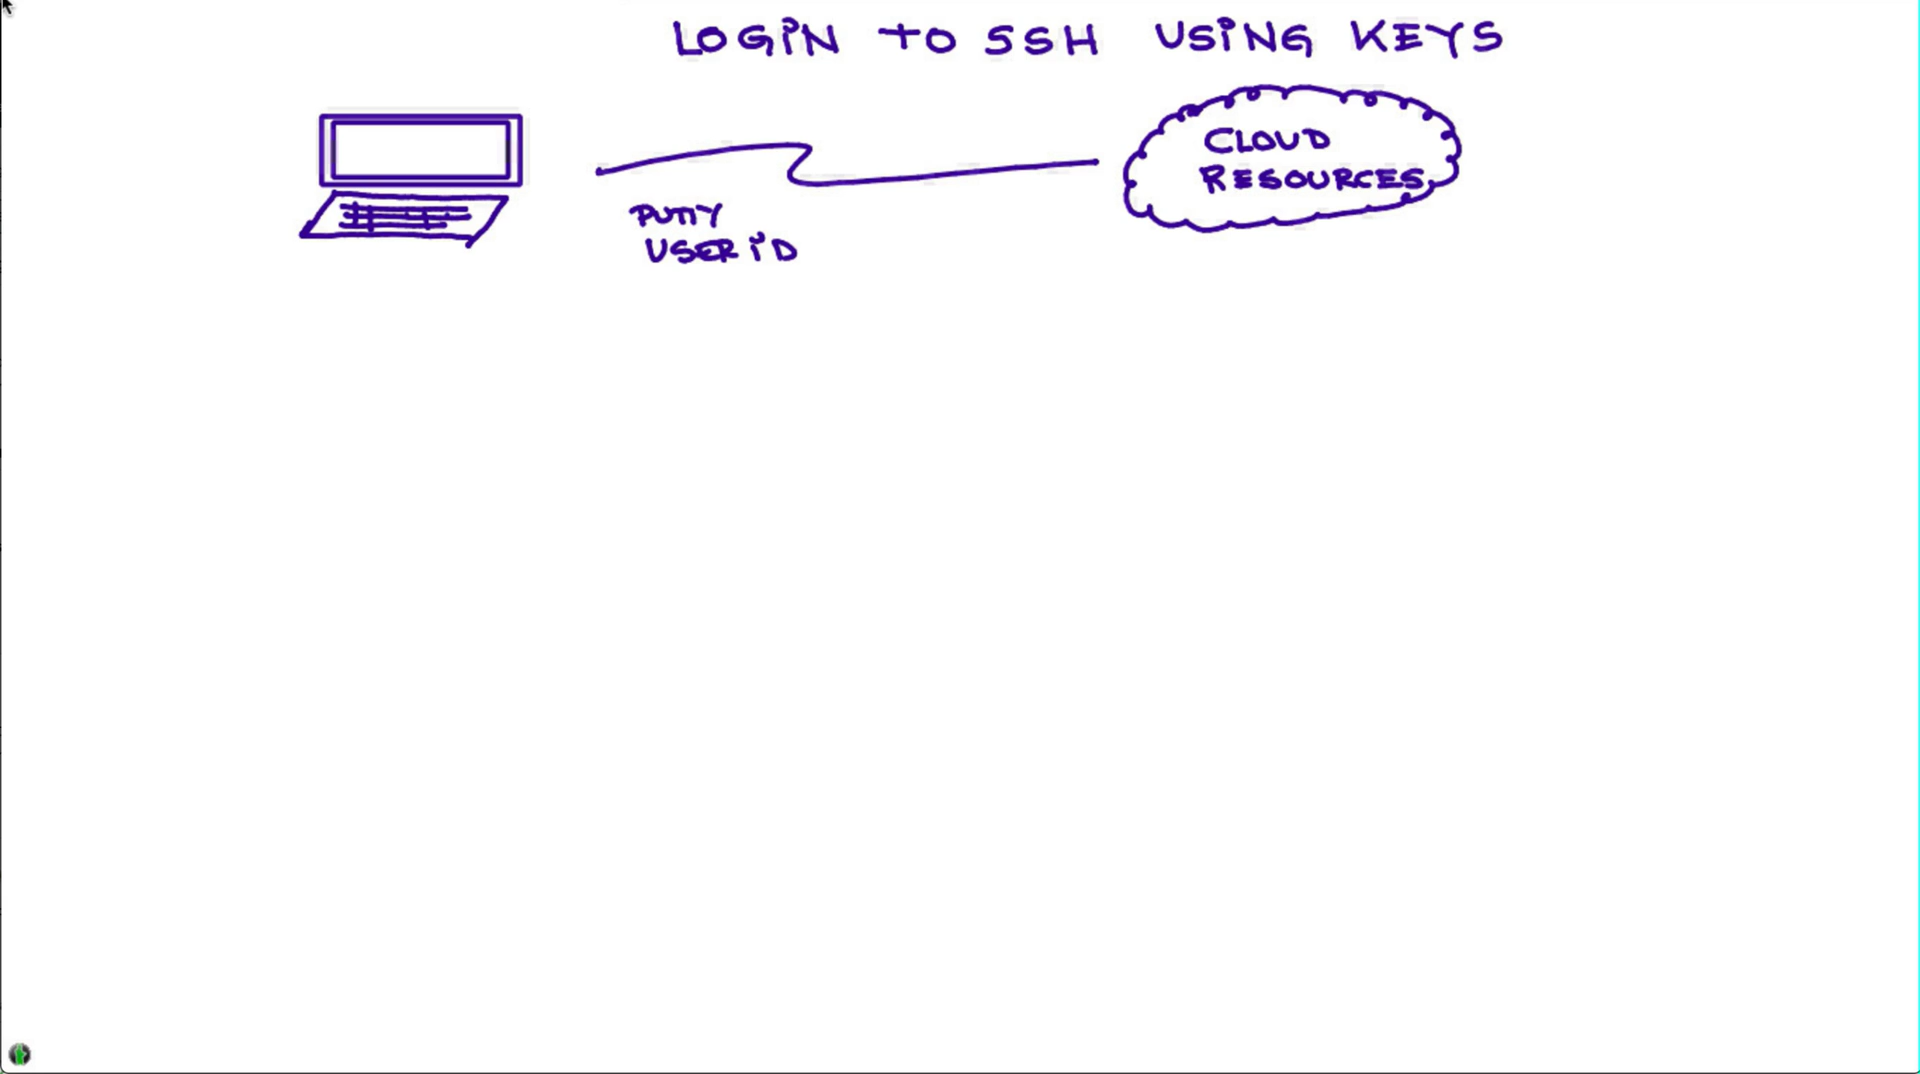 LOGIN TO SSH USING KEYS
CLOUD
RESOURCES
PUTTY
USER ID